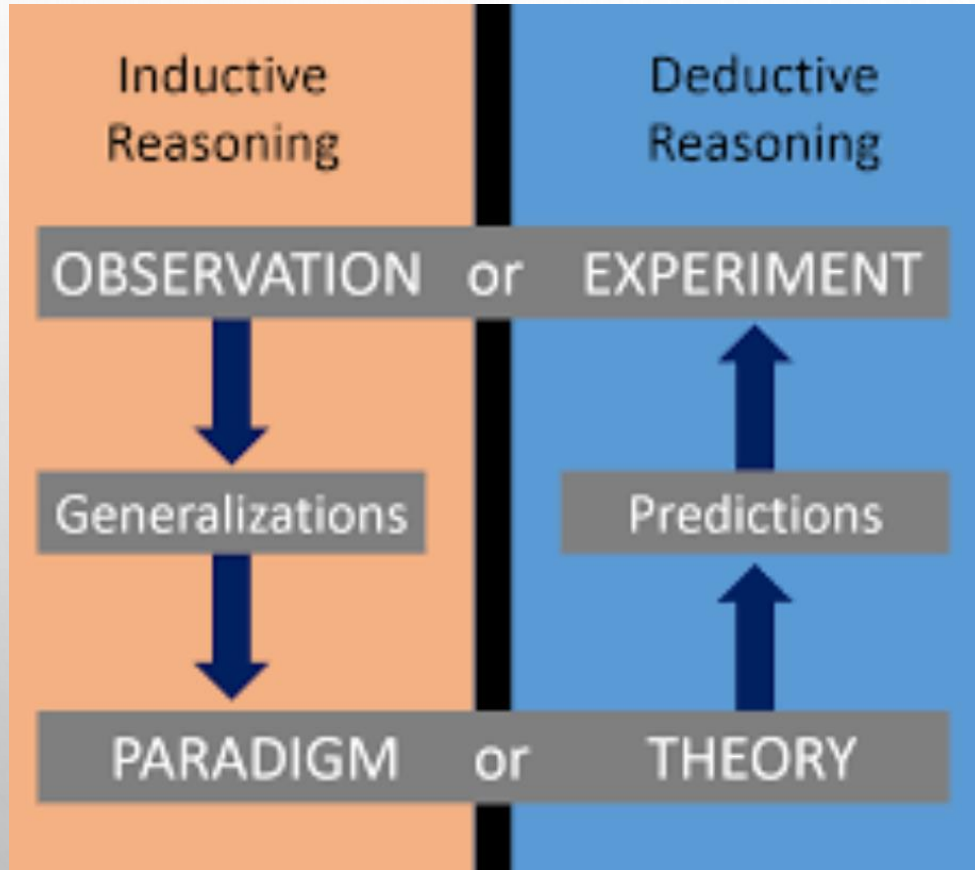 Inductive
Reasoning
Deductive
Reasoning
OBSERVATION or EXPERIMENT
Generalizations
Predictions
PARADIGM or THEORY